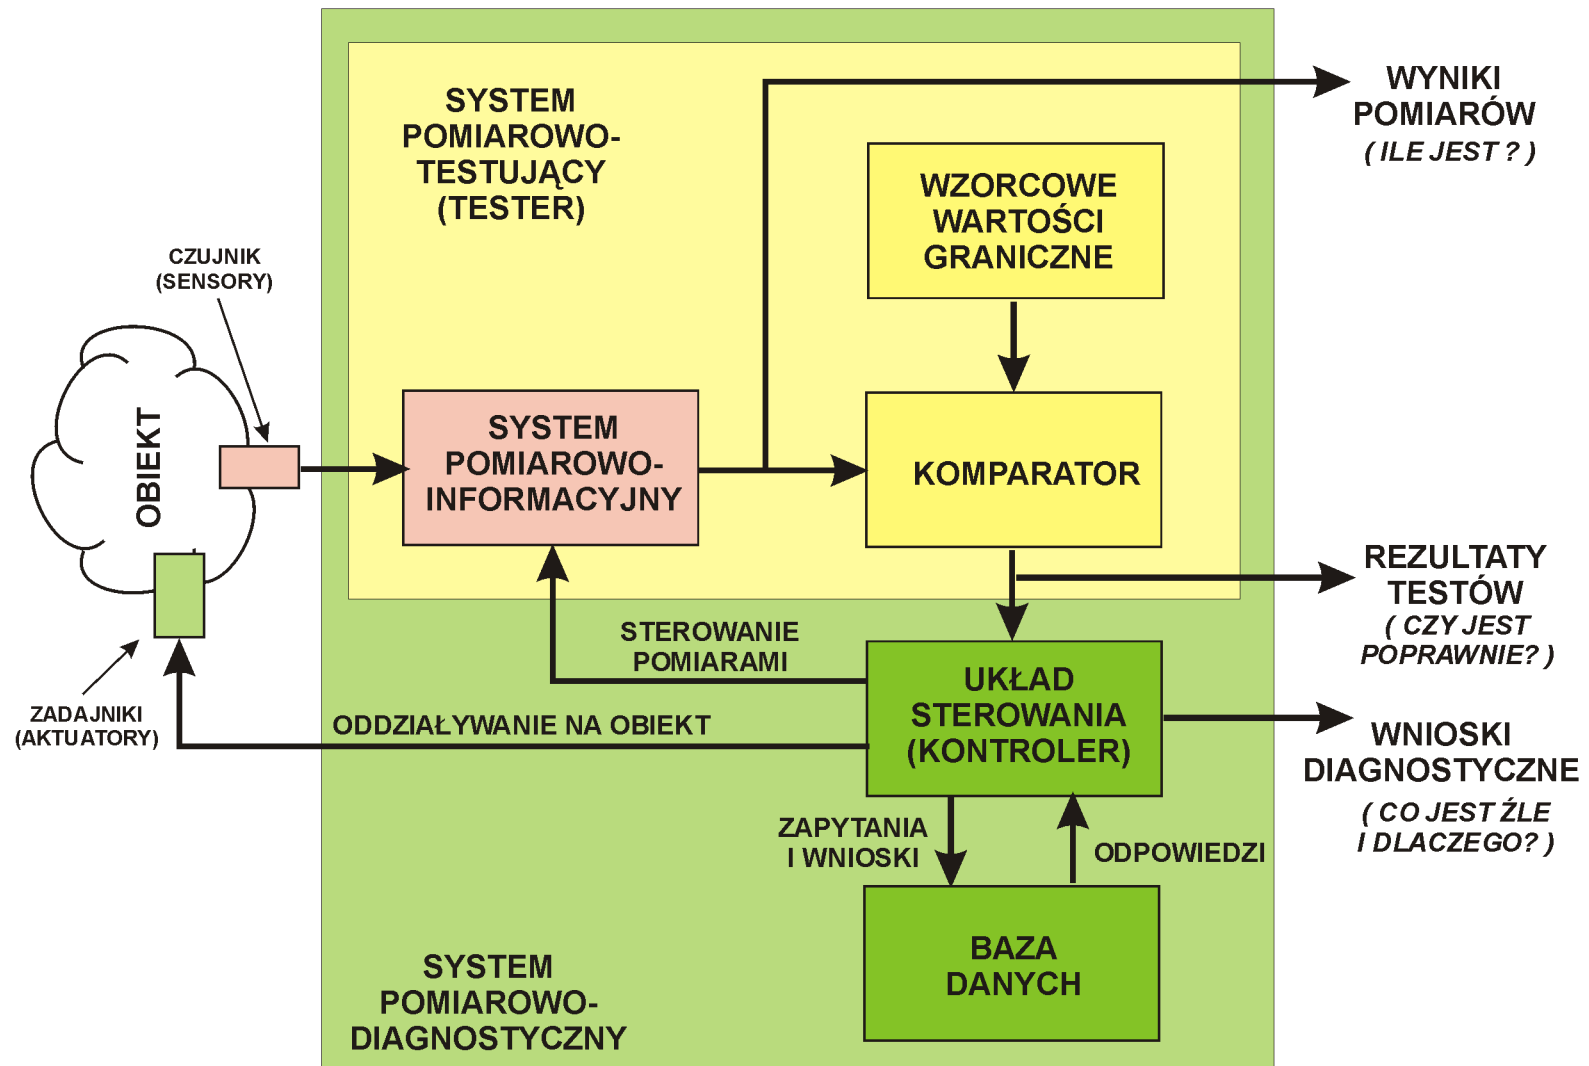 SYSTEM
POMIAROWO-
TESTUJĄCY
(TESTER)
WYNIKI
POMIARÓW
( ILE JEST ? )
WZORCOWE
WARTOŚCI
GRANICZNE
CZUJNIK
(SENSORY)
OBIEKT
SYSTEM
POMIAROWO-
INFORMACYJNY
KOMPARATOR
REZULTATY
TESTÓW
( CZY JEST
POPRAWNIE? )
STEROWANIE
POMIARAMI
UKŁAD
STEROWANIA
(KONTROLER)
ZADAJNIKI
(AKTUATORY)
ODDZIAŁYWANIE NA OBIEKT
WNIOSKI
DIAGNOSTYCZNE
( CO JEST ŹLE
I DLACZEGO? )
ZAPYTANIA
I WNIOSKI
ODPOWIEDZI
BAZA
DANYCH
SYSTEM
POMIAROWO-
DIAGNOSTYCZNY